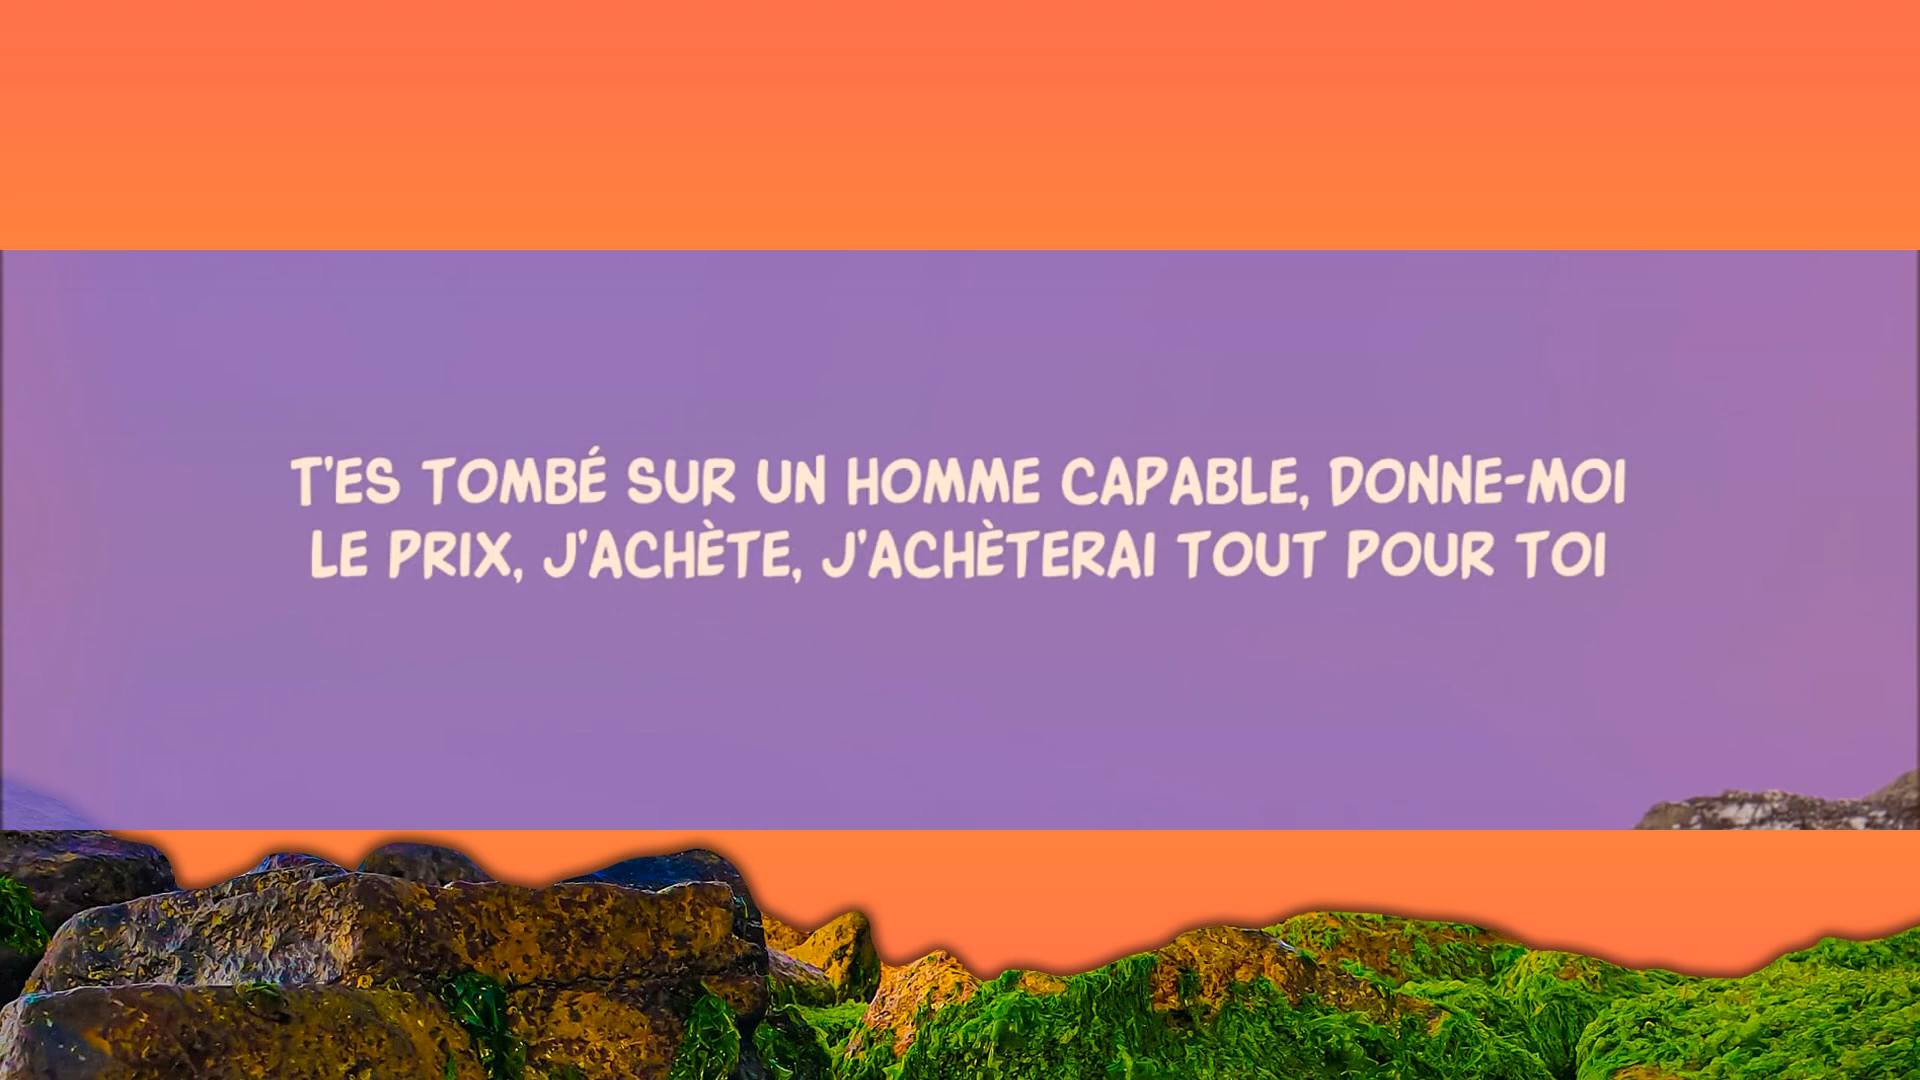 T'ES TOMBÉ SUR UN HOMME CAPABLE, DONNE-MOI
LE PRIX, J'ACHÈTE, J'ACHÈTERAI TOUT POUR TOI